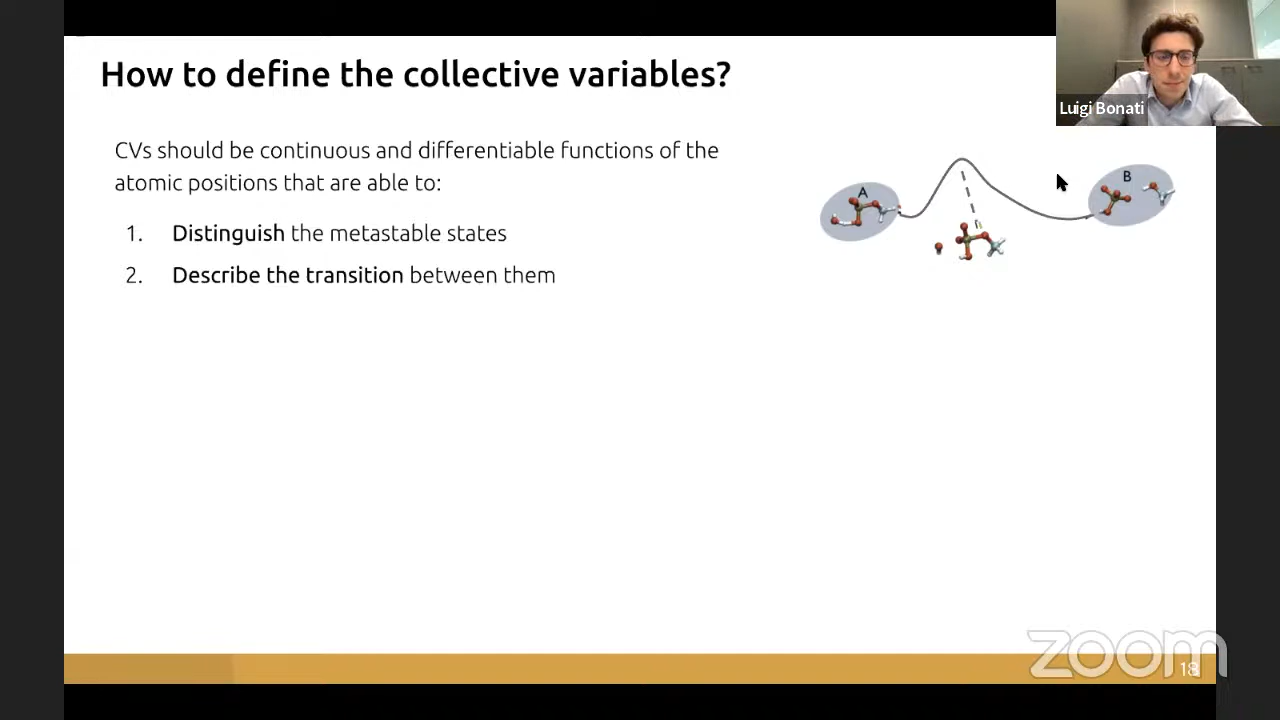 How to define the collective variables?
Luigi Bonati
CVs should be continuous and differentiable functions of the
atomic positions that are able to:
1. Distinguish the metastable states
2. Describe the transition between them
A
B
zoom
18